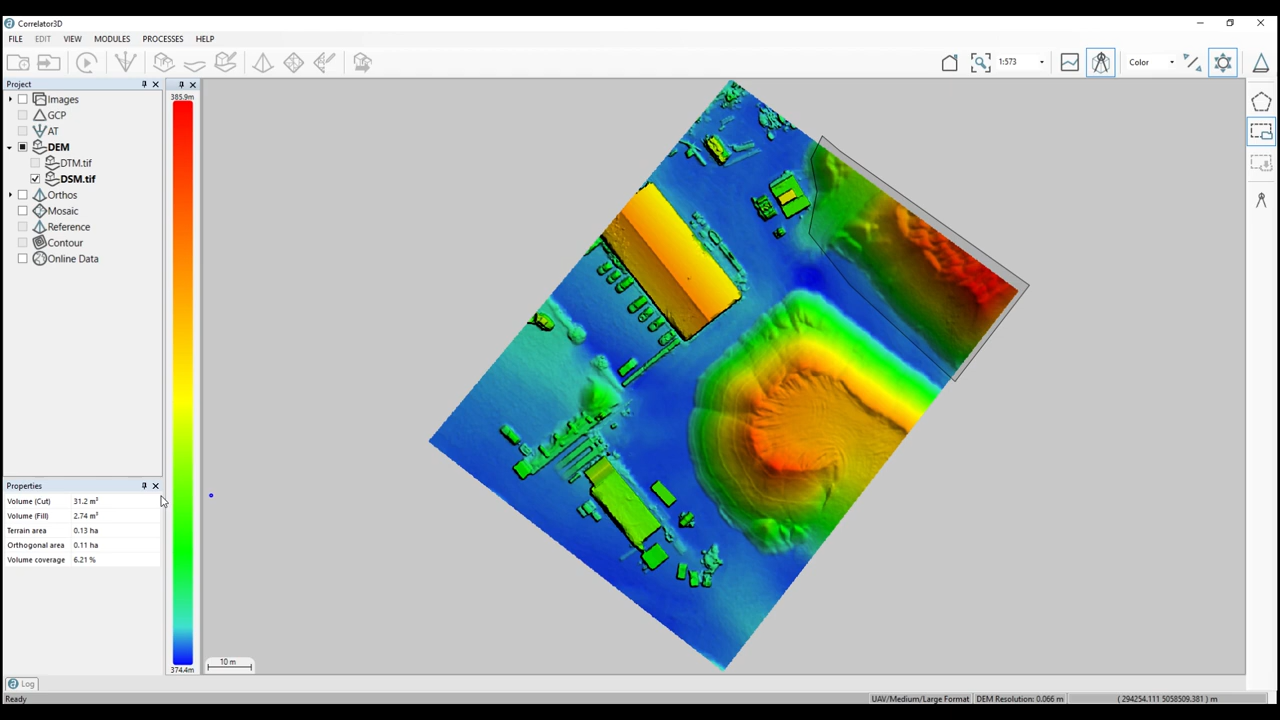 Correlator3D
FILE EDIT VIEW MODULES PROCESSES HELP
1:573
Color
Project
Images
GCP
AT
DEM
DTM.tif
DSM.tif
Orthos
Mosaic
Reference
Contour
Online Data
385.9m
374.4m
Properties
Volume (Cut) 31.2 m³
Volume (Fill) 2.74 m³
Terrain area 0.13 ha
Orthogonal area 0.11 ha
Volume coverage 6.21 %
10 m
Log
Ready
UAV/Medium/Large Format DEM Resolution: 0.066 m ( 294254.111 5058509.381 ) m